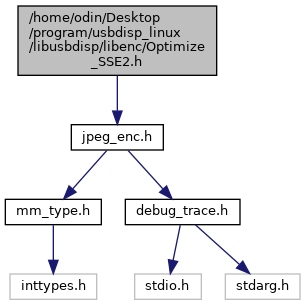 /home/odin/Desktop
/program/usbdisp_linux
/libusbdisp/libenc/Optimize
_SSE2.h
jpeg_enc.h
mm_type.h
debug_trace.h
inttypes.h
stdio.h
stdarg.h